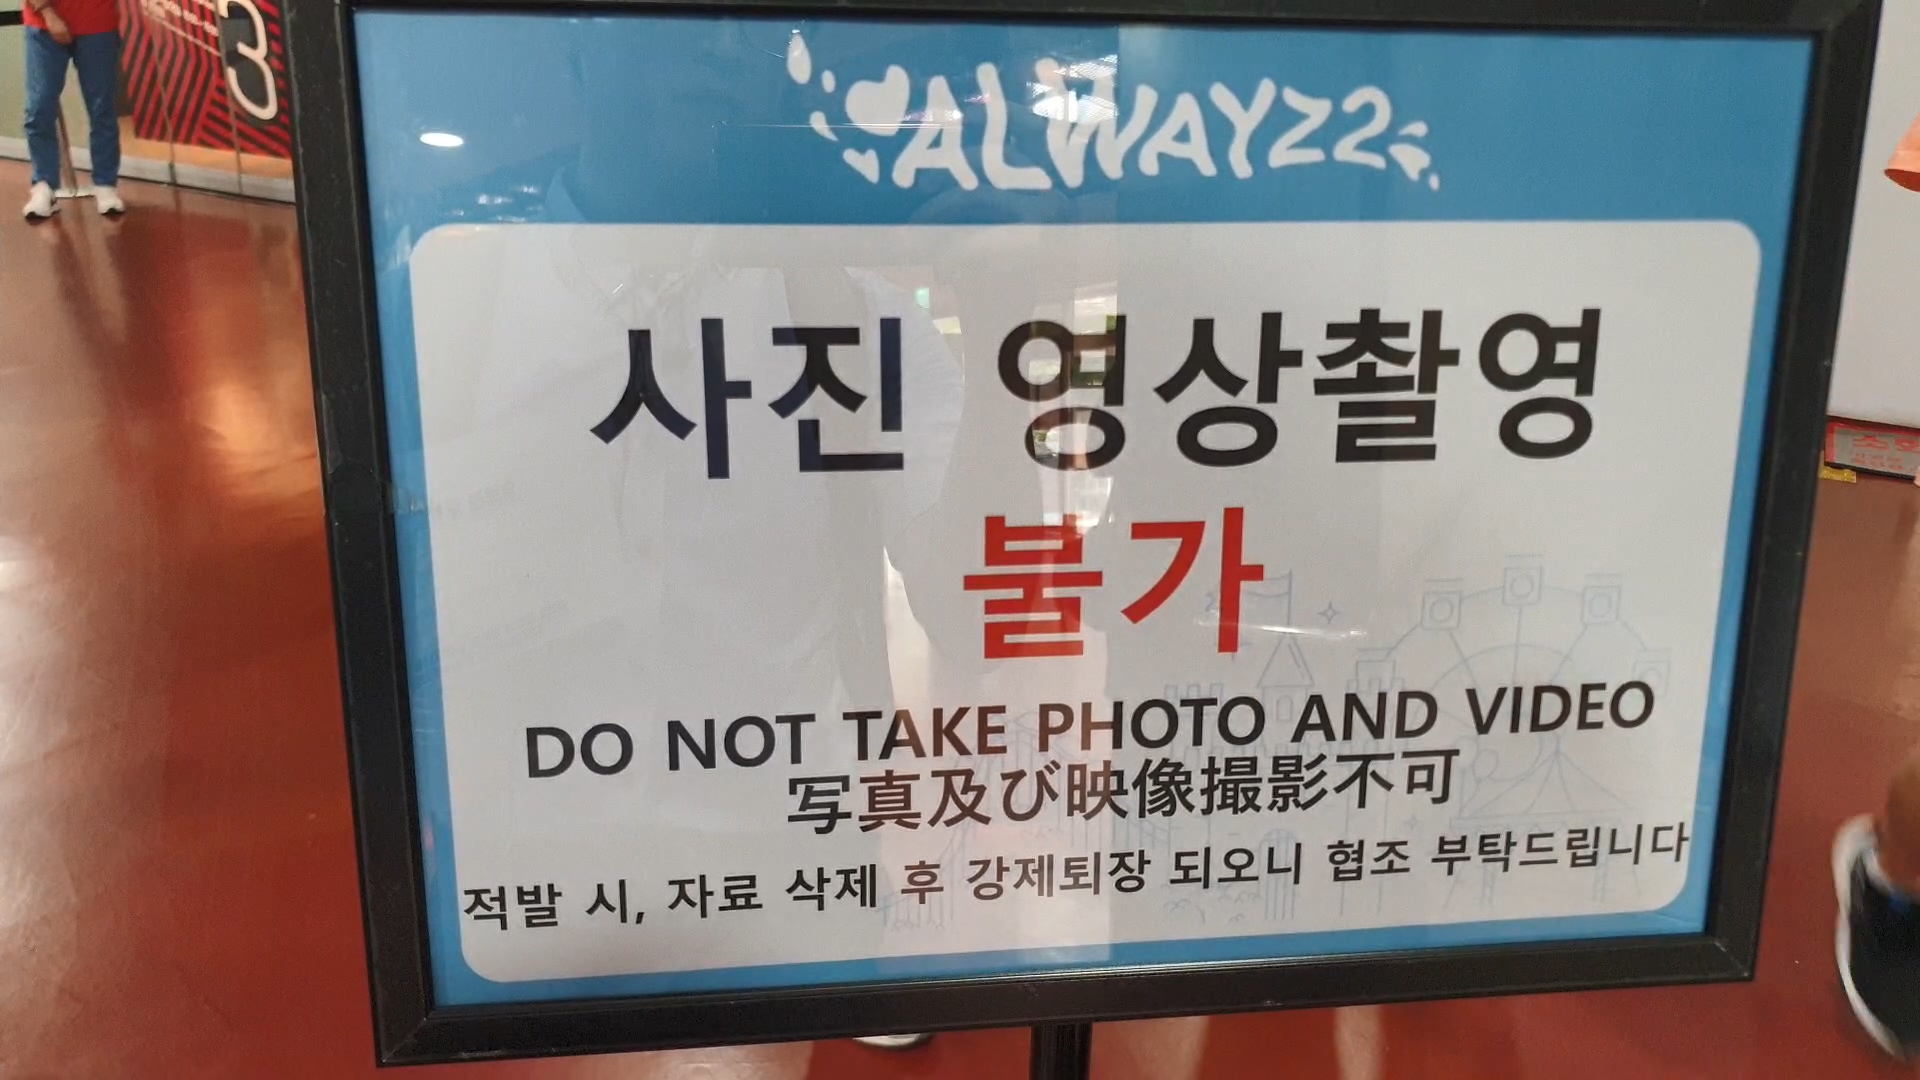 ALWAYZ2
사진 영상촬영
불가
DO NOT TAKE PHOTO AND VIDEO
写真及び映像撮影不可
적발 시, 자료 삭제 후 강제퇴장 되오니 협조 부탁드립니다
3